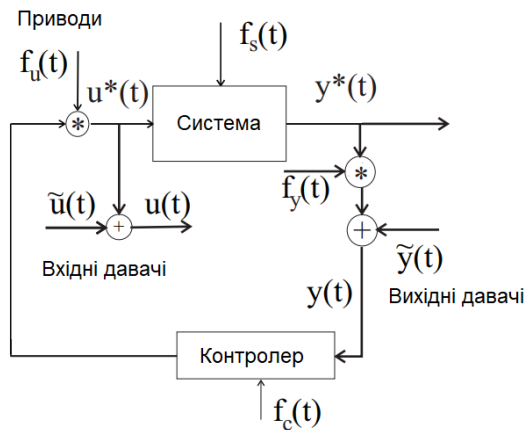 Приводи
f_u(t)
f_s(t)
u*(t)
y*(t)
*
Система
*
f_y(t)
ũ(t)
u(t)
+
+
ỹ(t)
Вхідні давачі
y(t)
Вихідні давачі
Контролер
f_c(t)